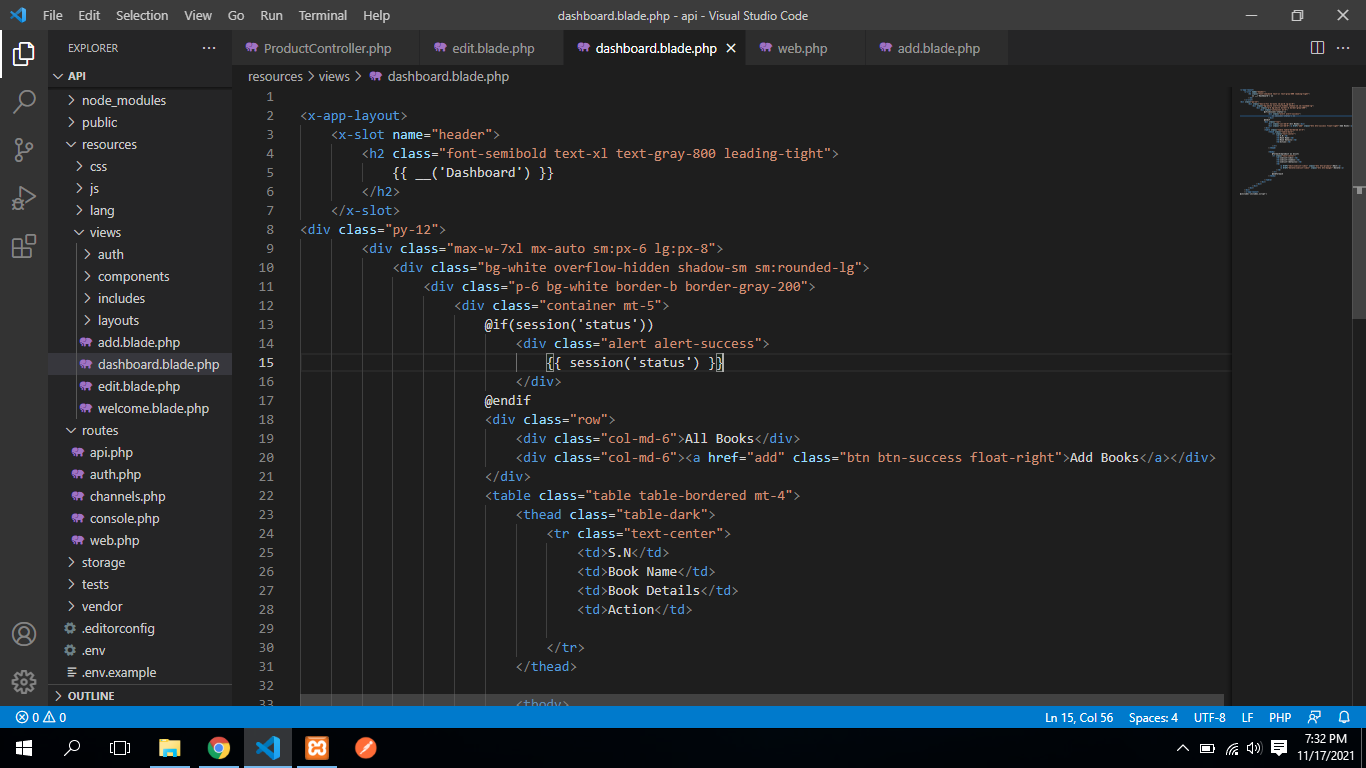 File Edit Selection View Go Run Terminal Help dashboard.blade.php - api - Visual Studio Code
EXPLORER
API
node_modules
public
resources
css
js
lang
views
auth
components
includes
layouts
add.blade.php
dashboard.blade.php
edit.blade.php
welcome.blade.php
routes
api.php
auth.php
channels.php
console.php
web.php
storage
tests
vendor
.editorconfig
.env
.env.example
OUTLINE
ProductController.php edit.blade.php dashboard.blade.php web.php add.blade.php
resources > views > dashboard.blade.php
1
2 <x-app-layout>
3 <x-slot name="header">
4 <h2 class="font-semibold text-xl text-gray-800 leading-tight">
5 {{ __('Dashboard') }}
6 </h2>
7 </x-slot>
8 <div class="py-12">
9 <div class="max-w-7xl mx-auto sm:px-6 lg:px-8">
10 <div class="bg-white overflow-hidden shadow-sm sm:rounded-lg">
11 <div class="p-6 bg-white border-b border-gray-200">
12 <div class="container mt-5">
13 @if(session('status'))
14 <div class="alert alert-success">
15 {{ session('status') }}
16 </div>
17 @endif
18 <div class="row">
19 <div class="col-md-6">All Books</div>
20 <div class="col-md-6"><a href="add" class="btn btn-success float-right">Add Books</a></div>
21 </div>
22 <table class="table table-bordered mt-4">
23 <thead class="table-dark">
24 <tr class="text-center">
25 <td>S.N</td>
26 <td>Book Name</td>
27 <td>Book Details</td>
28 <td>Action</td>
29
30 </tr>
31 </thead>
32
33 <tbody>
0 0 Ln 15, Col 56 Spaces: 4 UTF-8 LF PHP
7:32 PM
11/17/2021